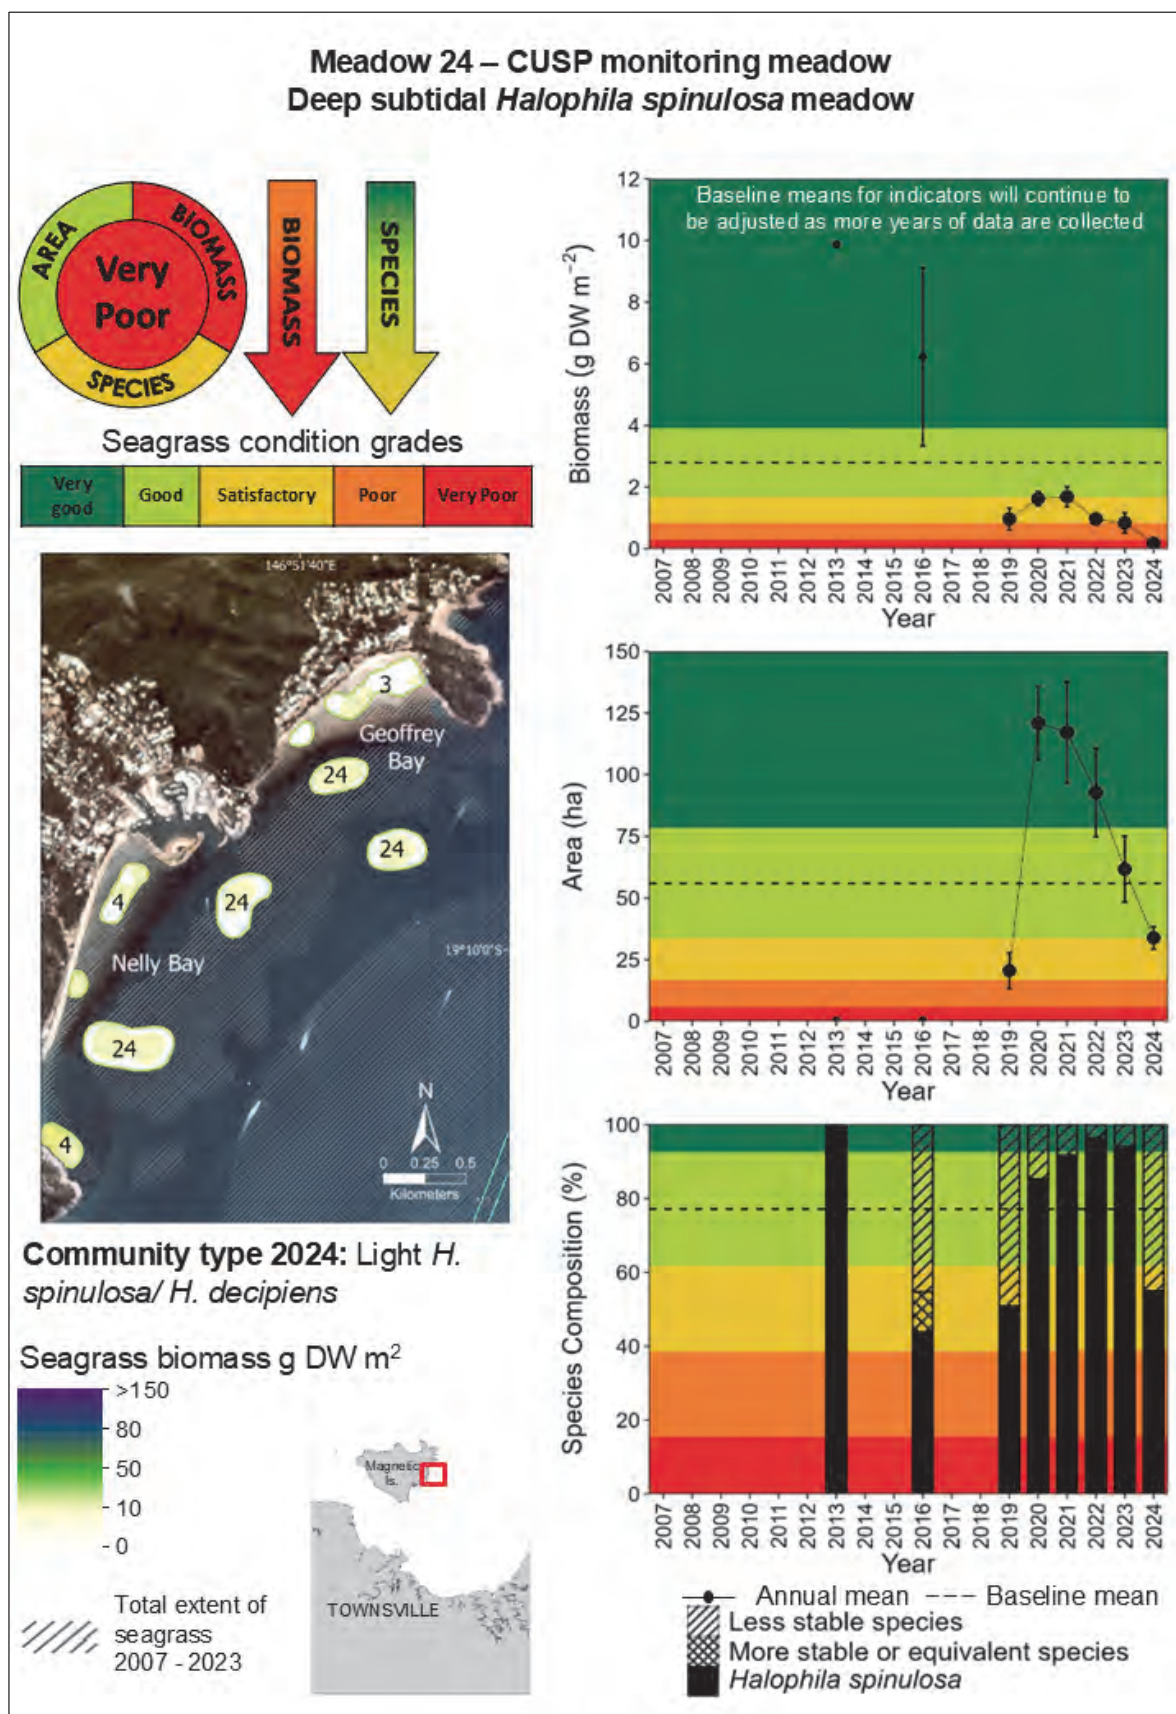 Meadow 24 – CUSP monitoring meadow
Deep subtidal Halophila spinulosa meadow
AREA
BIOMASS
SPECIES
Very
Poor
BIOMASS
SPECIES
Seagrass condition grades
Very
good
Good
Satisfactory
Poor
Very Poor
146°51'40"E
3
Geoffrey
Bay
24
24
24
4
Nelly Bay
19°10'0"S
24
4
N
0 0.25 0.5
Kilometers
Community type 2024: Light H.
spinulosa/ H. decipiens
Seagrass biomass g DW m²
>150
80
50
10
0
Total extent of
seagrass
2007 - 2023
Magnetic
Is.
TOWNSVILLE
Baseline means for indicators will continue to
be adjusted as more years of data are collected
Biomass (g DW m⁻²)
12
10
8
6
4
2
0
2007 2008 2009 2010 2011 2012 2013 2014 2015 2016 2017 2018 2019 2020 2021 2022 2023 2024
Year
Area (ha)
150
125
100
75
50
25
0
2007 2008 2009 2010 2011 2012 2013 2014 2015 2016 2017 2018 2019 2020 2021 2022 2023 2024
Year
Species Composition (%)
100
80
60
40
20
0
2007 2008 2009 2010 2011 2012 2013 2014 2015 2016 2017 2018 2019 2020 2021 2022 2023 2024
Year
Annual mean
Baseline mean
Less stable species
More stable or equivalent species
Halophila spinulosa